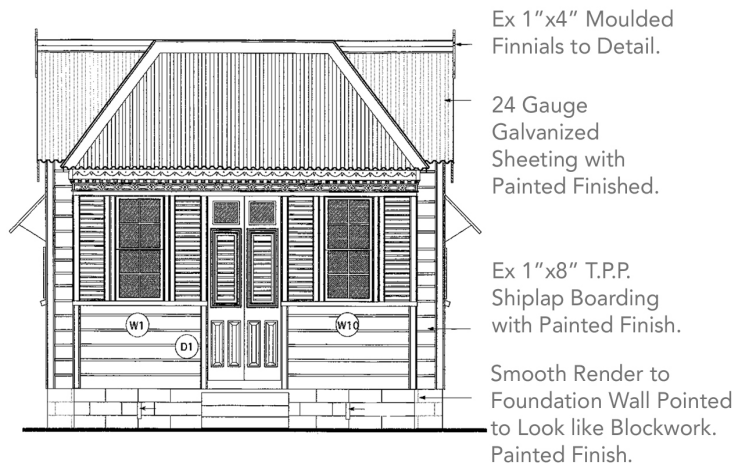 Ex 1”x4” Moulded
Finnials to Detail.
24 Gauge
Galvanized
Sheeting with
Painted Finished.
Ex 1”x8” T.P.P.
Shiplap Boarding
with Painted Finish.
W1
W10
D1
Smooth Render to
Foundation Wall Pointed
to Look like Blockwork.
Painted Finish.